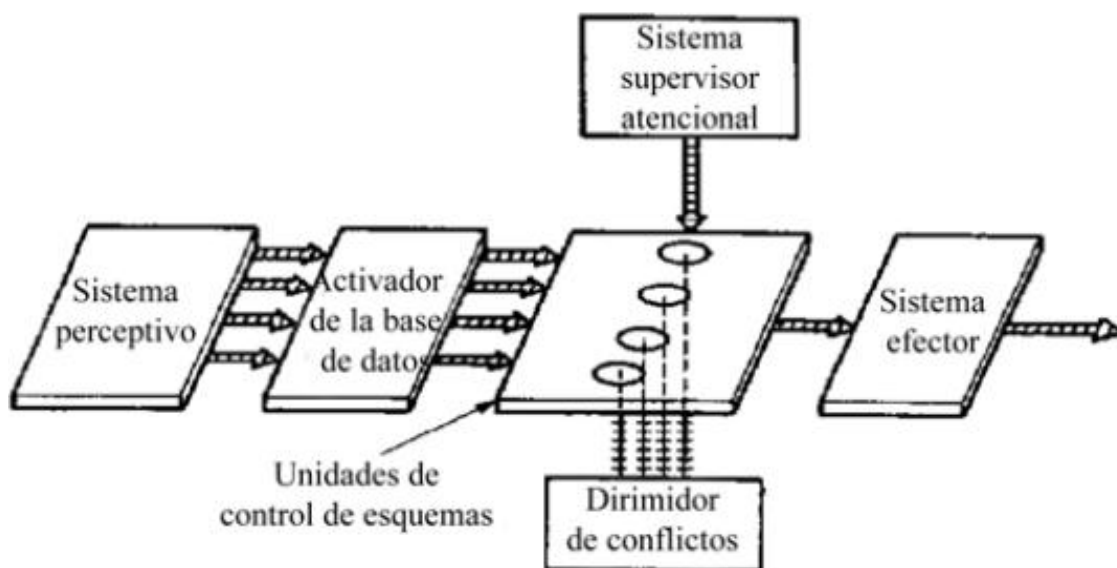 Sistema
supervisor
atencional
Sistema
perceptivo
Activador
de la base
de datos
Sistema
efector
Unidades de
control de esquemas
Dirimidor
de conflictos